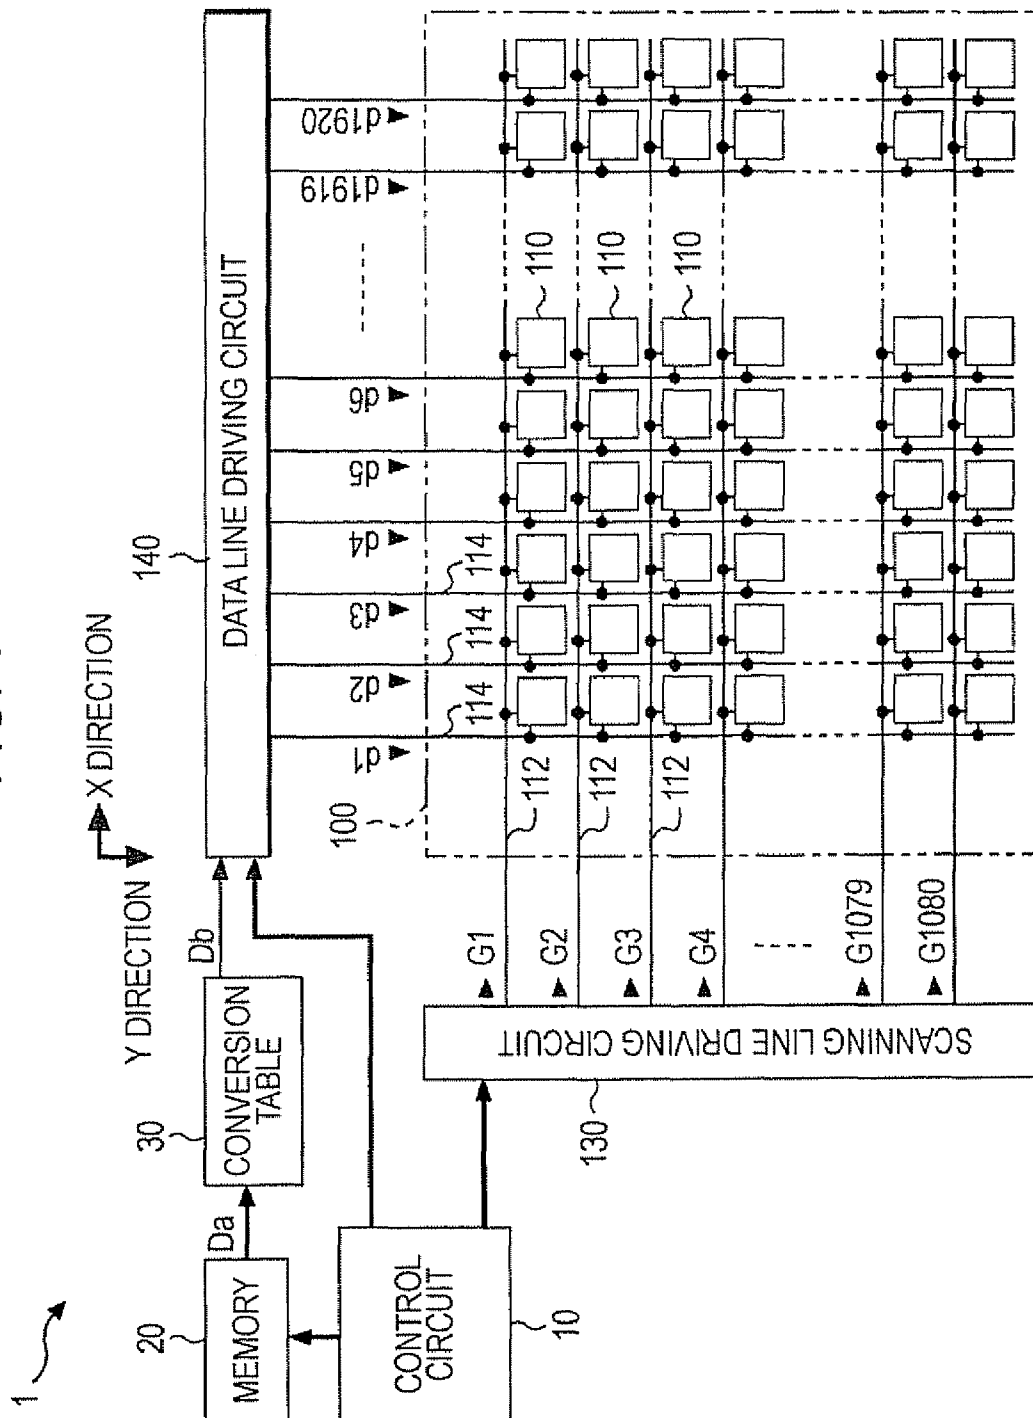 1
20
MEMORY
Da
30
CONVERSION
TABLE
Db
Y DIRECTION
X DIRECTION
140
DATA LINE DRIVING CIRCUIT
CONTROL
CIRCUIT
10
130
SCANNING LINE DRIVING CIRCUIT
100
d1
d2
d3
d4
d5
d6
d1919
d1920
114
114
114
G1
G2
G3
G4
G1079
G1080
112
112
112
110
110
110